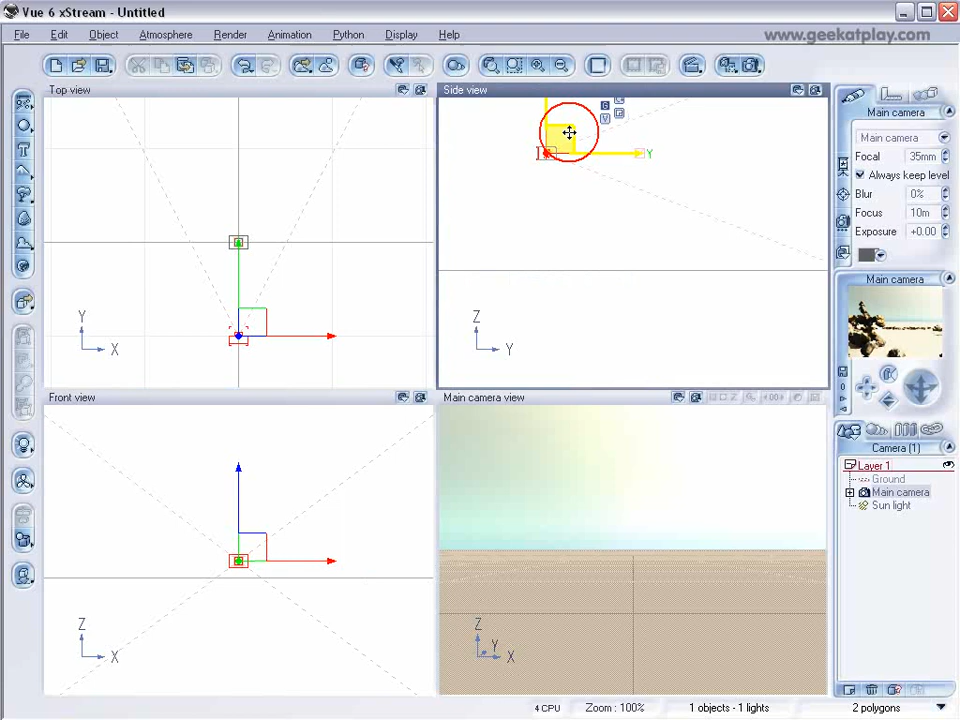 Vue 6 xStream - Untitled
File Edit Object Atmosphere Render Animation Python Display Help
www.geekatplay.com
Top view
Side view
Main camera
Main camera
Focal 35mm
Always keep level
Blur 0%
Focus 10m
Exposure +0.00
Y
Y
X
Z
Y
Main camera
Front view
Main camera view
Camera (1)
Layer 1
Ground
Main camera
Sun light
Z
X
Z
Y
X
4 CPU
Zoom : 100%
1 objects - 1 lights
2 polygons